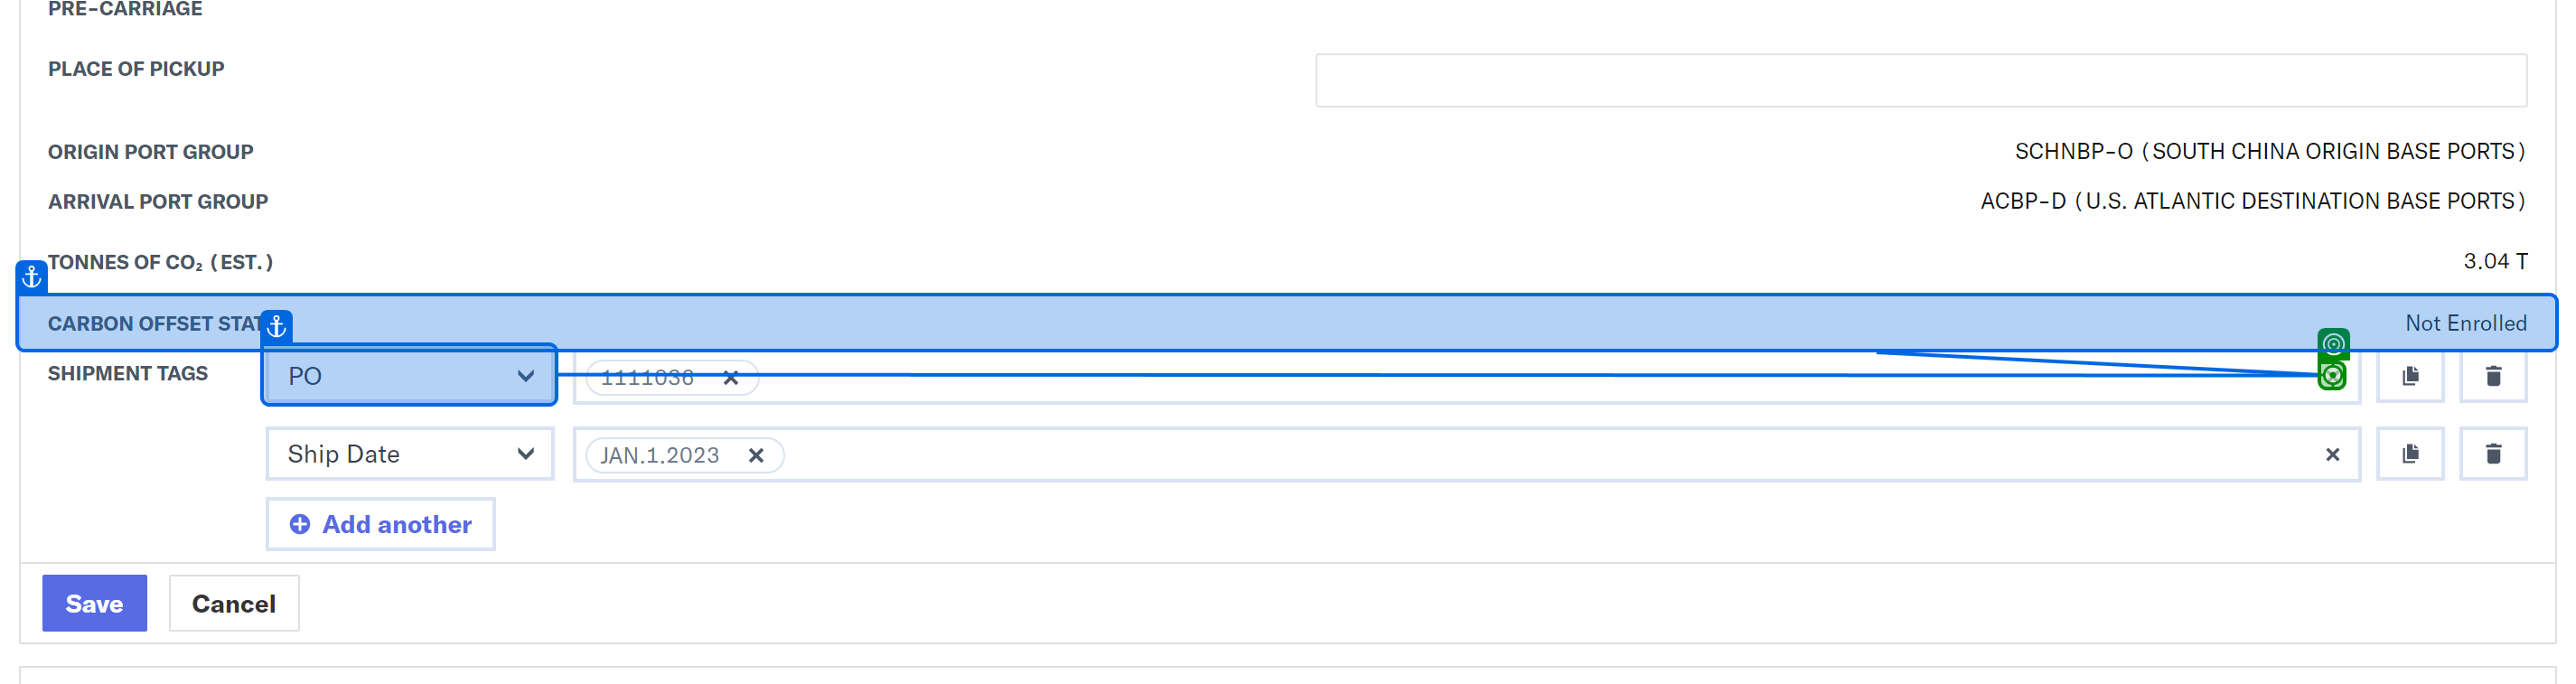 PRE-CARRIAGE
PLACE OF PICKUP
ORIGIN PORT GROUP SCHNBP-O (SOUTH CHINA ORIGIN BASE PORTS)
ARRIVAL PORT GROUP ACBP-D (U.S. ATLANTIC DESTINATION BASE PORTS)
TONNES OF CO₂ (EST.) 3.04 T
CARBON OFFSET STAT Not Enrolled
SHIPMENT TAGS PO 1111036
Ship Date JAN.1.2023
Add another
Save Cancel